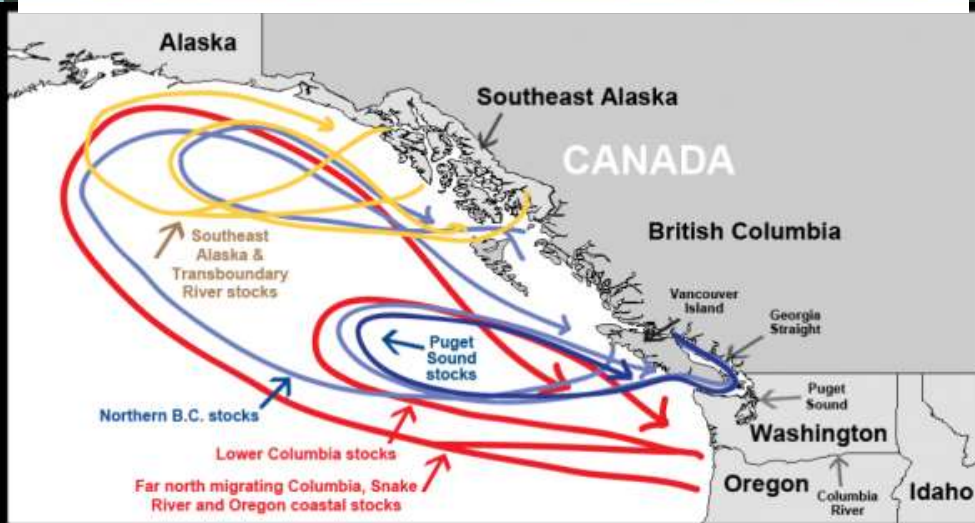 Alaska
Southeast Alaska
CANADA
British Columbia
Southeast
Alaska &
Transboundary
River stocks
Vancouver
Island
Georgia
Straight
Puget
Sound
stocks
Puget
Sound
Northern B.C. stocks
Washington
Lower Columbia stocks
Far north migrating Columbia, Snake
River and Oregon coastal stocks
Oregon
Columbia
River
Idaho